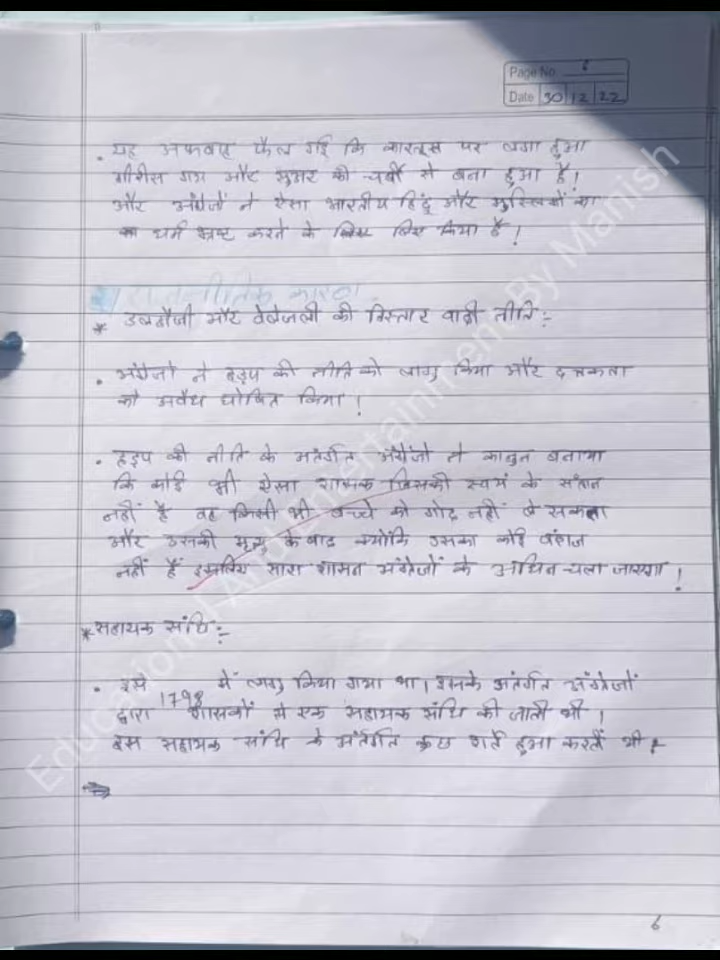 Page No. 6
Date 30 12 22
• यह अफवाह फैल गई कि कारतूस पर लगा हुआ
ग्रीस गाय और सुअर की चर्बी से बना हुआ है!
और अंग्रेजों ने ऐसा भारतीय हिंदू और मुस्लिमों का
धर्म भ्रष्ट करने के लिए किया है!
राजनीतिक कारण
* डलहौजी और वेलेजली की विस्तार वादी नीति:-
• अंग्रेजों ने हड़प की नीति को लागु किया और दत्तकता
को अवैध घोषित किया!
• हड़प की नीति के अंतर्गत अंग्रेजों ने कानुन बनाया
कि कोई भी ऐसा शासक जिसकी स्वयं के संतान
नहीं है वह किसी भी बच्चे को गोद नहीं ले सकता
और उसकी मृत्यु के बाद क्योंकि उसका कोई वंशज
नहीं हैं इसलिए सारा शासन अंग्रेजों के अधिन चला जाएगा!
* सहायक संधि:-
• इसे 1798 में लागु किया गया था। इसके अंतर्गत अंग्रेजों
द्वारा शासकों से एक सहायक संधि की जाती थी।
इस सहायक संधि के अंतर्गत कुछ शर्ते हुआ करती थी
6
Educational And Entertainment By Manish